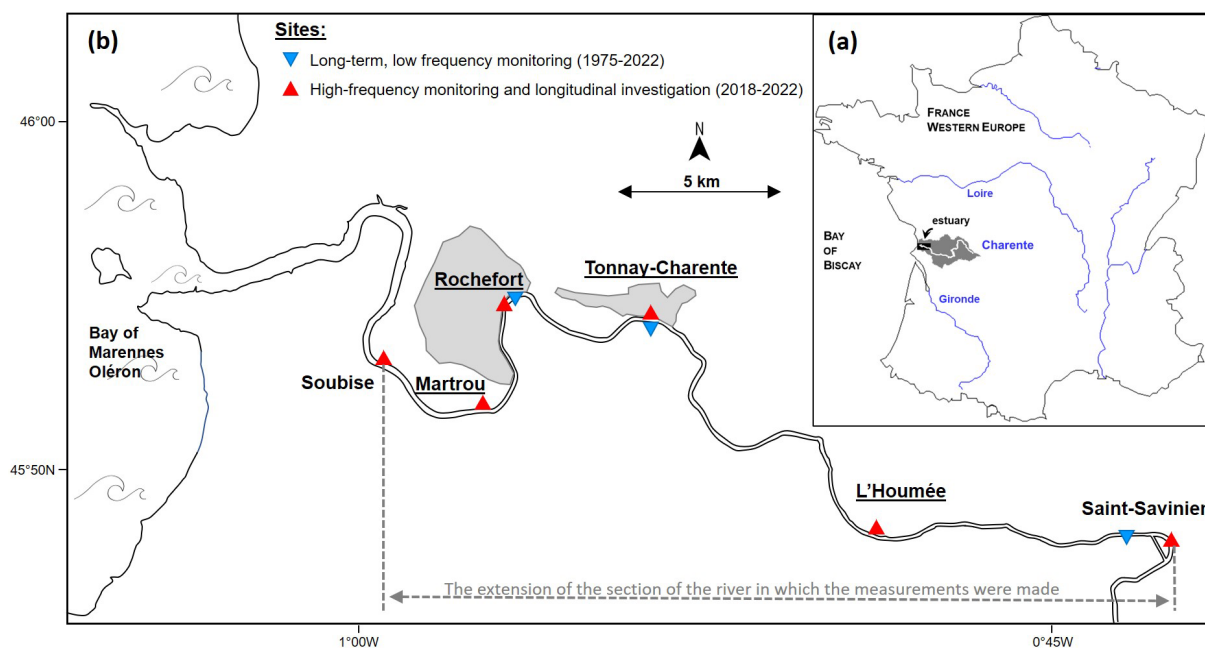 (b)
Sites:
Long-term, low frequency monitoring (1975-2022)
High-frequency monitoring and longitudinal investigation (2018-2022)
(a)
FRANCE
WESTERN EUROPE
Loire
estuary
Charente
BAY
OF
BISCAY
Gironde
46°00
N
5 km
Rochefort
Tonnay-Charente
Bay of
Marennes
Oléron
Soubise
Martrou
45°50N
L'Houmée
Saint-Savinien
The extension of the section of the river in which the measurements were made
1°00W
0°45W